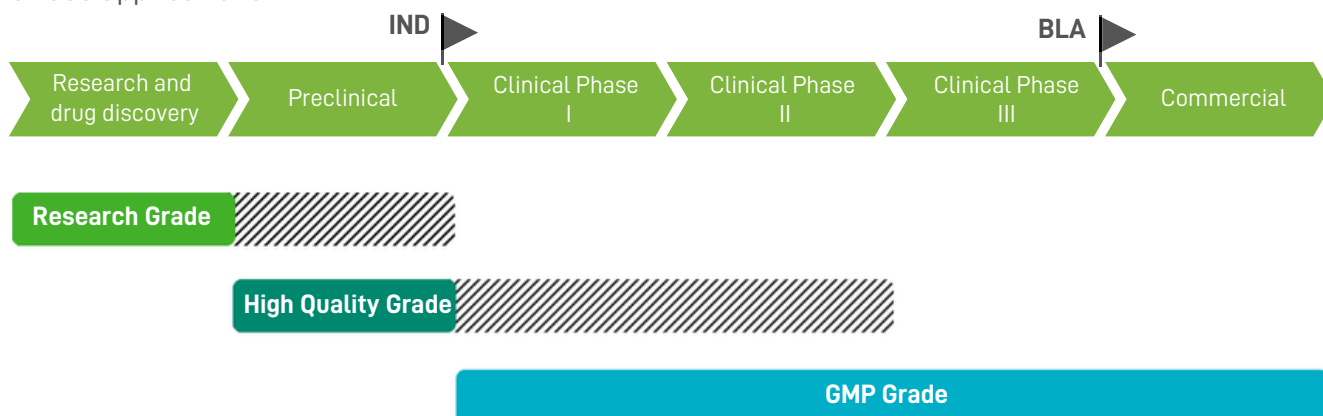 IND
BLA
Research and
drug discovery
Preclinical
Clinical Phase
I
Clinical Phase
II
Clinical Phase
III
Commercial
Research Grade
High Quality Grade
GMP Grade